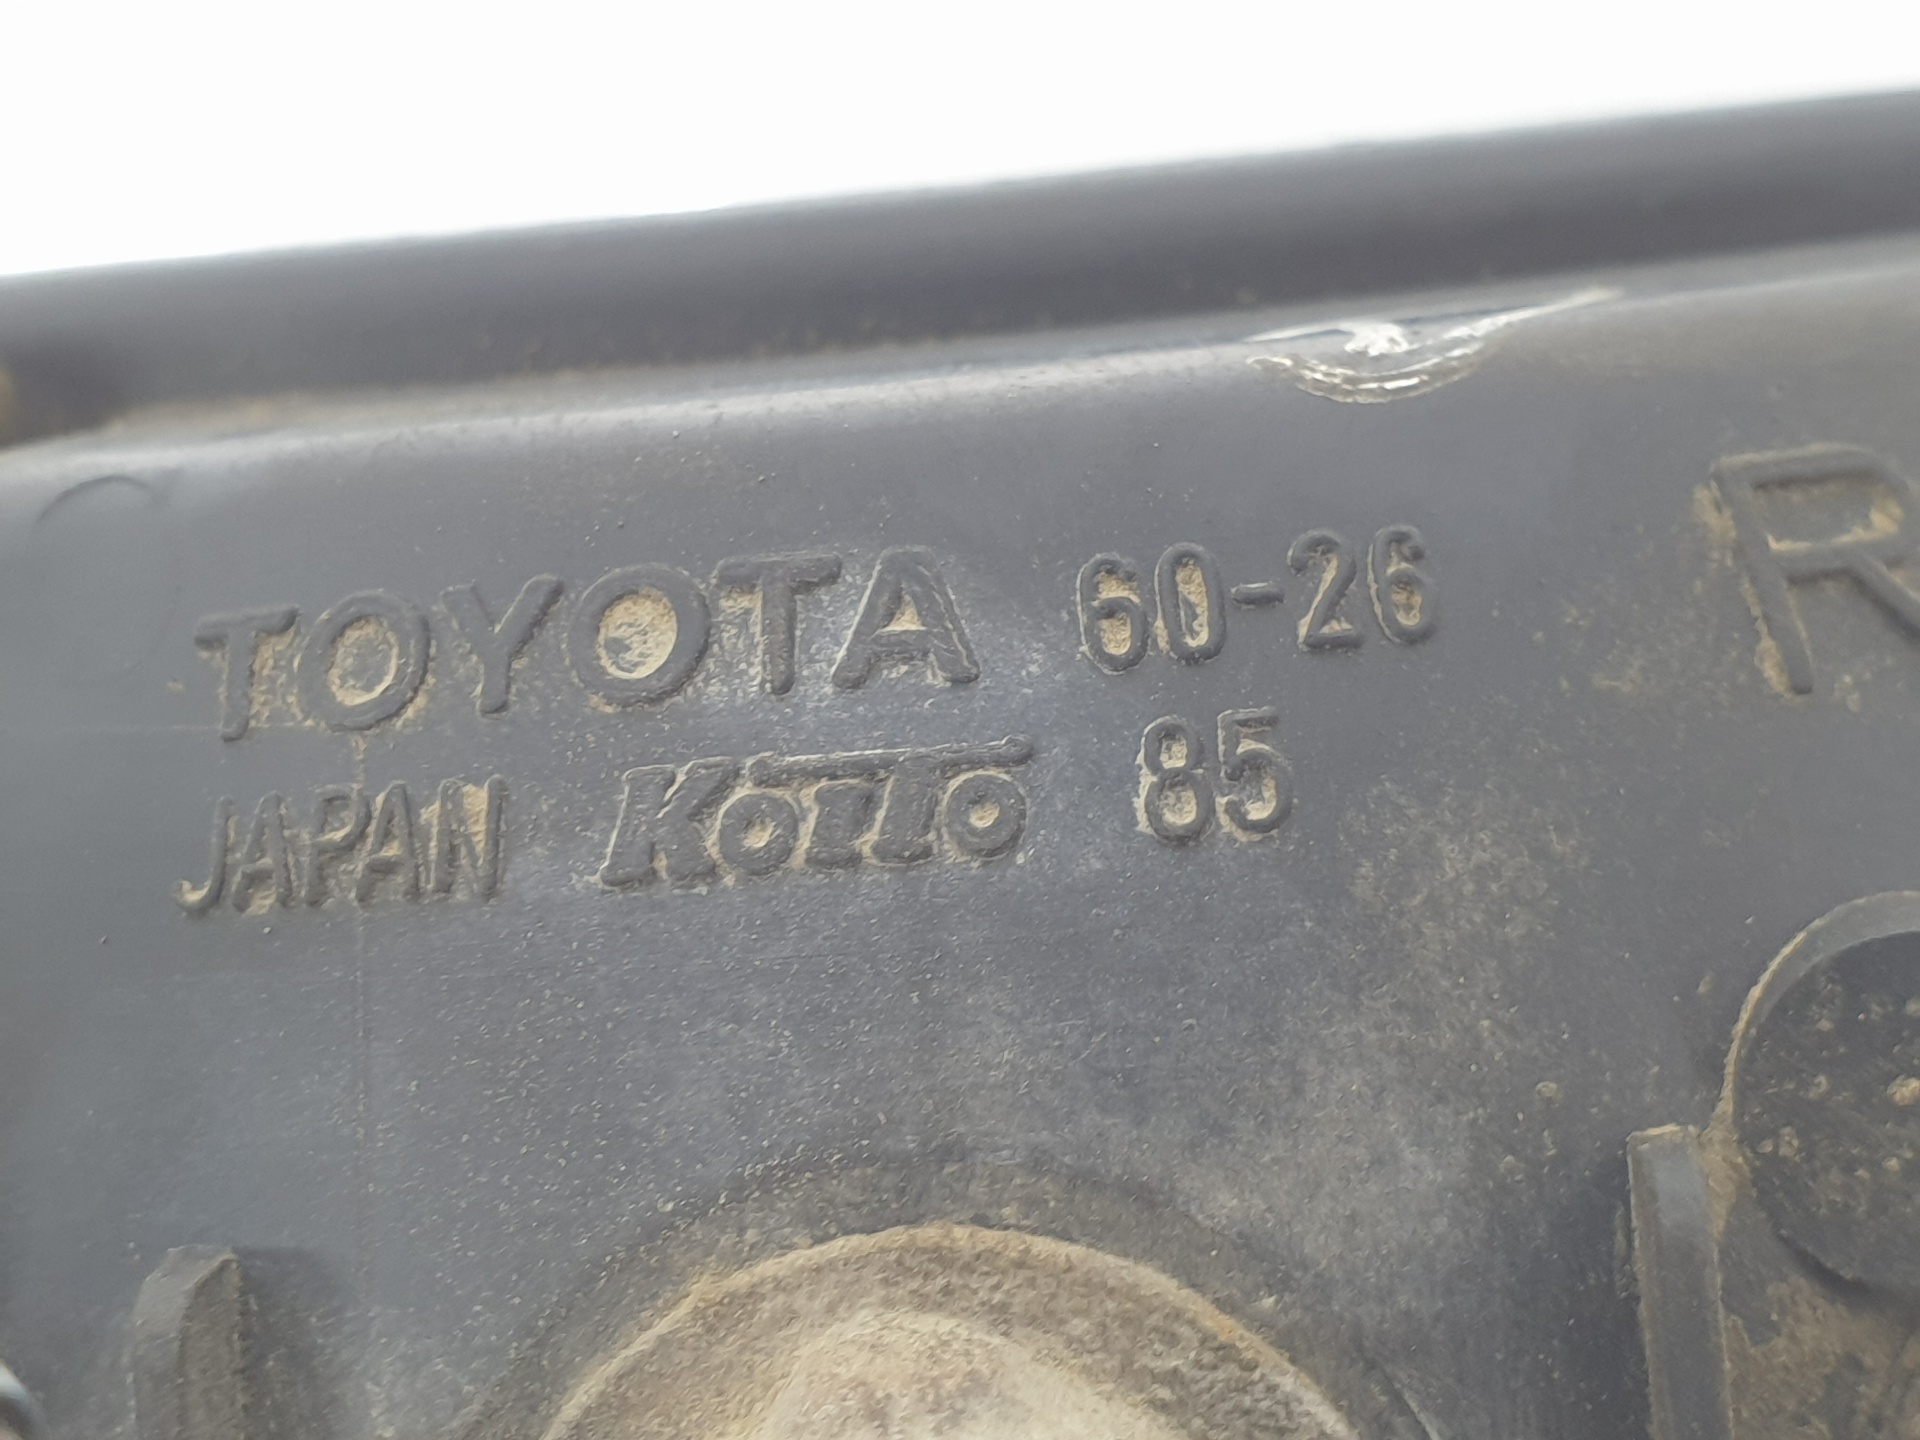 TOYOTA 60-26 R
JAPAN KOITO 85